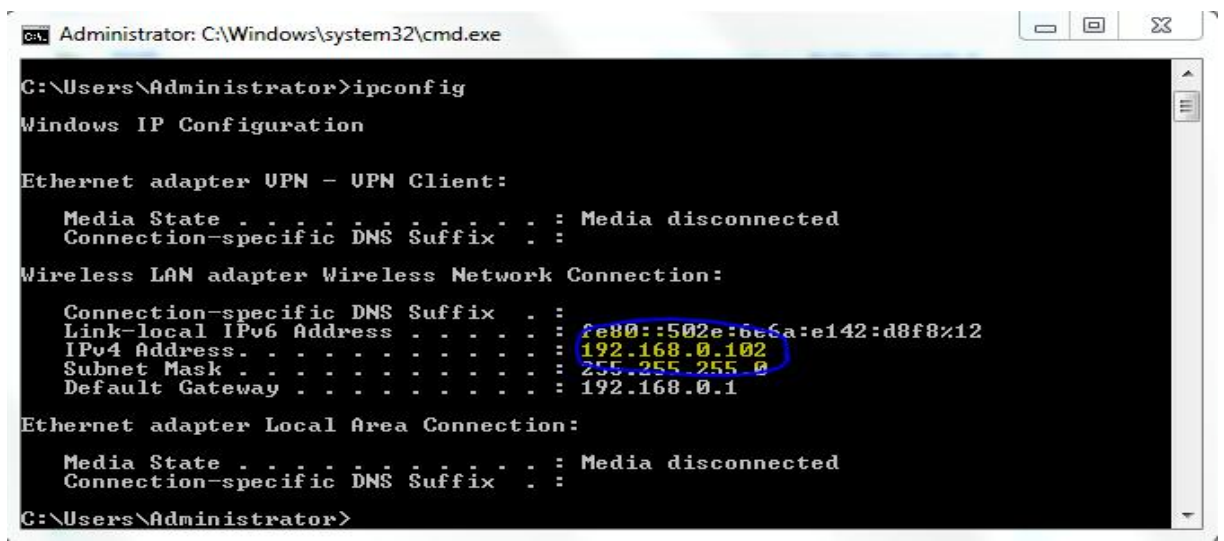 Administrator: C:\Windows\system32\cmd.exe
C:\Users\Administrator>ipconfig
Windows IP Configuration
Ethernet adapter VPN - VPN Client:
Media State . . . . . . . . . . . : Media disconnected
Connection-specific DNS Suffix . :
Wireless LAN adapter Wireless Network Connection:
Connection-specific DNS Suffix . :
Link-local IPv6 Address . . . . . : fe80::502e:6e6a:e142:d8f8%12
IPv4 Address. . . . . . . . . . . : 192.168.0.102
Subnet Mask . . . . . . . . . . . : 255.255.255.0
Default Gateway . . . . . . . . . : 192.168.0.1
Ethernet adapter Local Area Connection:
Media State . . . . . . . . . . . : Media disconnected
Connection-specific DNS Suffix . :
C:\Users\Administrator>